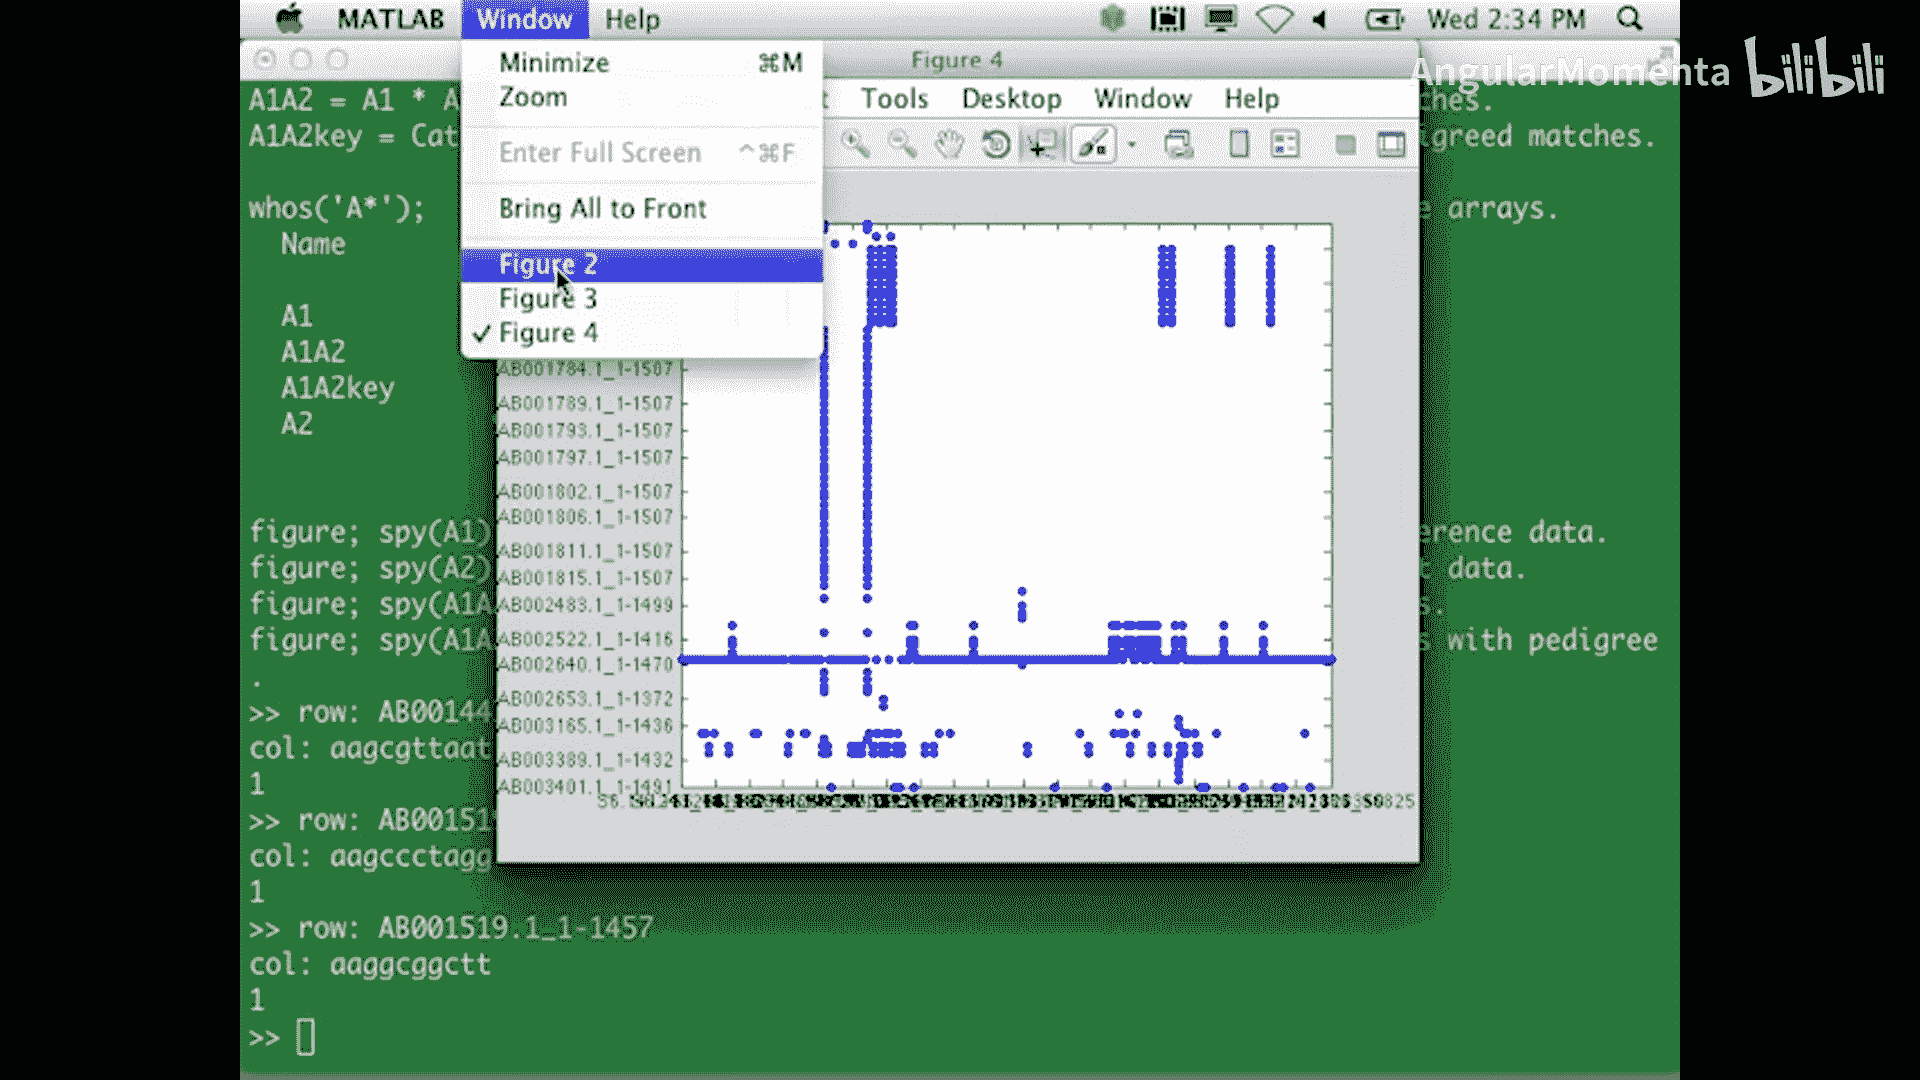 MATLAB Window Help Wed 2:34 PM
Figure 4
AngularMomenta bilibili
Minimize ⌘M
Zoom
Enter Full Screen ^⌘F
Bring All to Front
Figure 2
Figure 3
✓ Figure 4
Tools Desktop Window Help
A1A2 = A1 * A
A1A2key = Cat
matches.
whos('A*');
arrays.
Name
A1
A1A2
A1A2key
A2
AB001784.1_1-1507
AB001789.1_1-1507
AB001793.1_1-1507
AB001797.1_1-1507
AB001802.1_1-1507
AB001806.1_1-1507
AB001811.1_1-1507
AB001815.1_1-1507
AB002483.1_1-1499
AB002522.1_1-1416
AB002640.1_1-1470
AB002653.1_1-1372
AB003165.1_1-1436
AB003389.1_1-1432
AB003401.1_1-1491
figure; spy(A1)
data.
figure; spy(A2)
data.
figure; spy(A1A
figure; spy(A1A
with pedigree
.
>> row: AB00144
col: aagcgttaat
1
>> row: AB00151
col: aagccctagg
1
>> row: AB001519.1_1-1457
col: aaggcggctt
1
>>